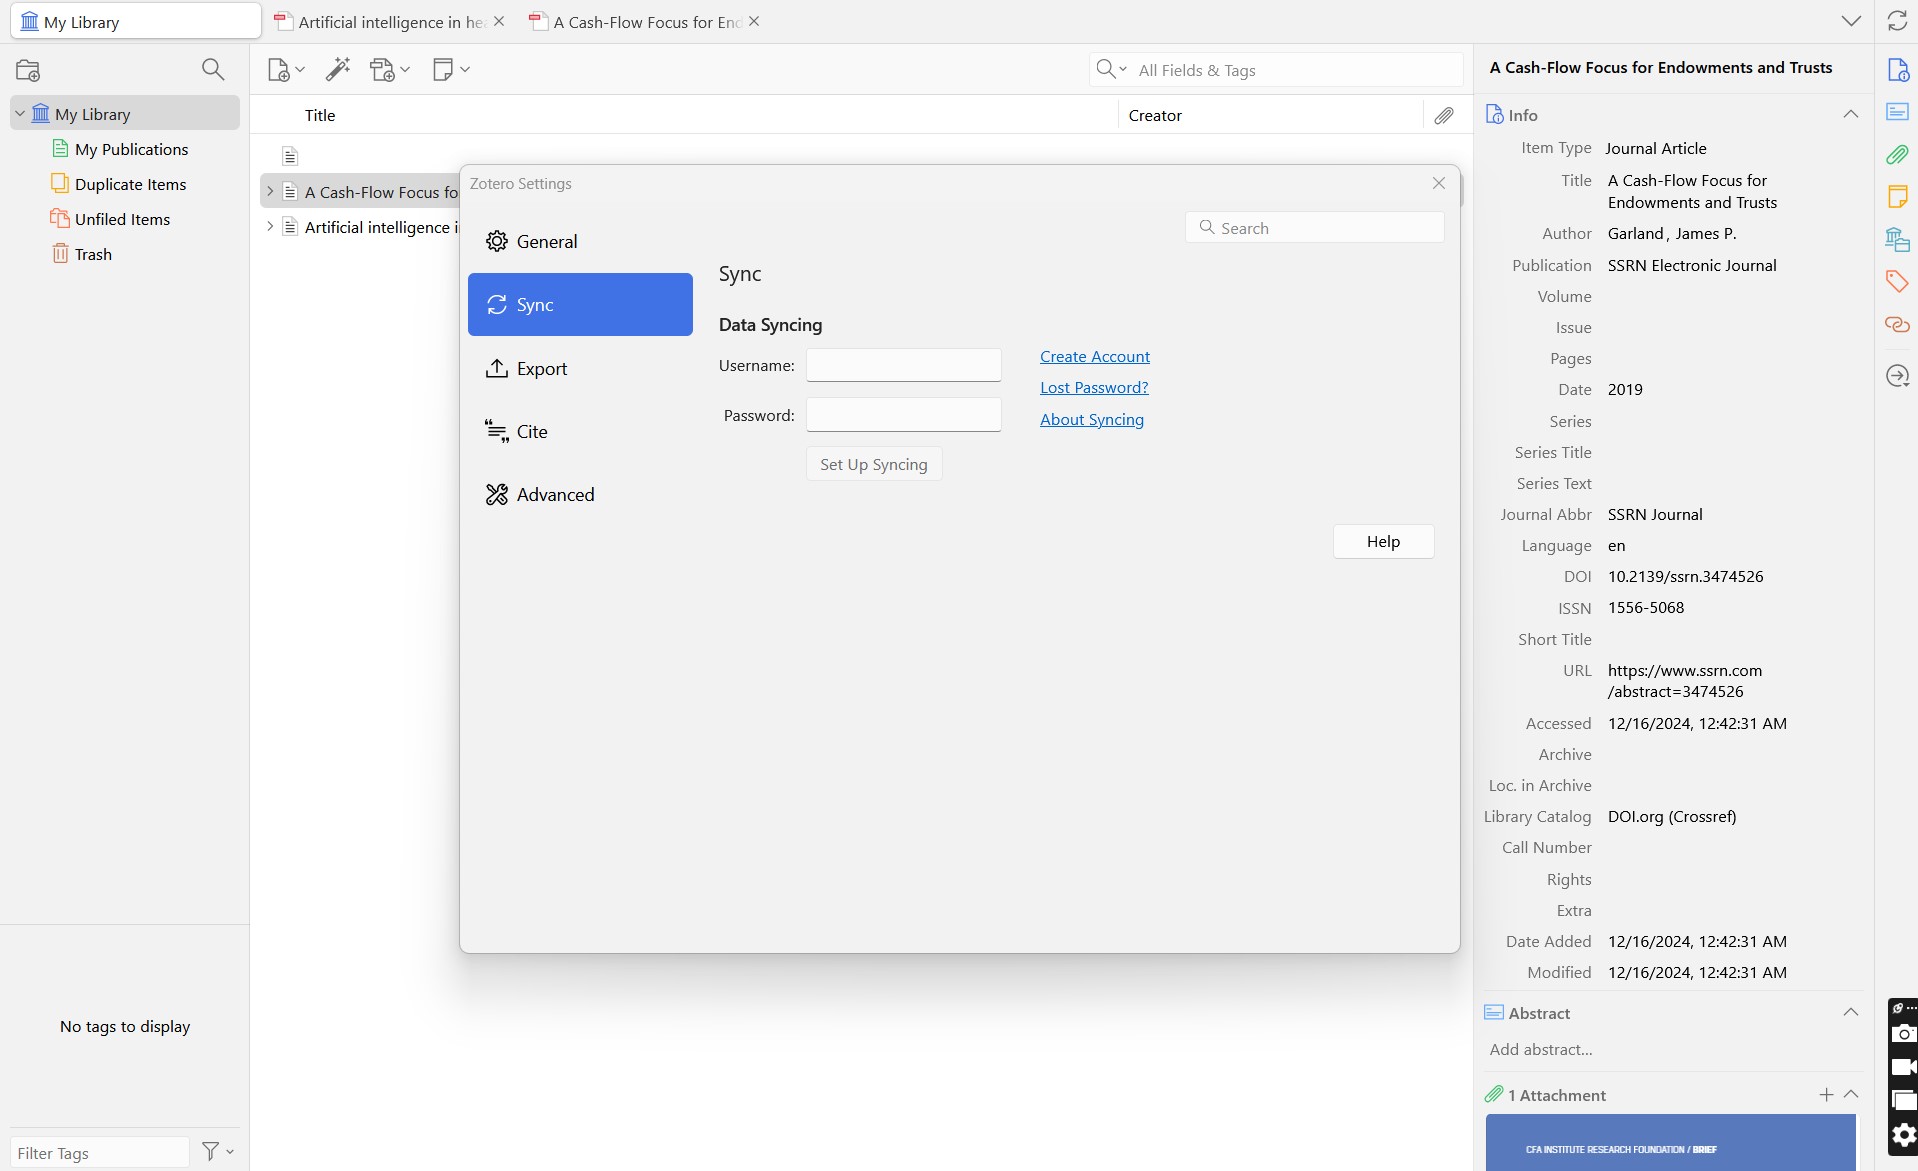 My Library
Artificial intelligence in he
A Cash-Flow Focus for End
My Library
My Publications
Duplicate Items
Unfiled Items
Trash
No tags to display
Filter Tags
All Fields & Tags
Title
Creator
A Cash-Flow Focus fo
Artificial intelligence i
Zotero Settings
General
Sync
Export
Cite
Advanced
Search
Sync
Data Syncing
Username:
Password:
Set Up Syncing
Create Account
Lost Password?
About Syncing
Help
A Cash-Flow Focus for Endowments and Trusts
Info
Item Type Journal Article
Title A Cash-Flow Focus for
Endowments and Trusts
Author Garland, James P.
Publication SSRN Electronic Journal
Volume
Issue
Pages
Date 2019
Series
Series Title
Series Text
Journal Abbr SSRN Journal
Language en
DOI 10.2139/ssrn.3474526
ISSN 1556-5068
Short Title
URL https://www.ssrn.com
/abstract=3474526
Accessed 12/16/2024, 12:42:31 AM
Archive
Loc. in Archive
Library Catalog DOI.org (Crossref)
Call Number
Rights
Extra
Date Added 12/16/2024, 12:42:31 AM
Modified 12/16/2024, 12:42:31 AM
Abstract
Add abstract...
1 Attachment
CFA INSTITUTE RESEARCH FOUNDATION / BRIEF